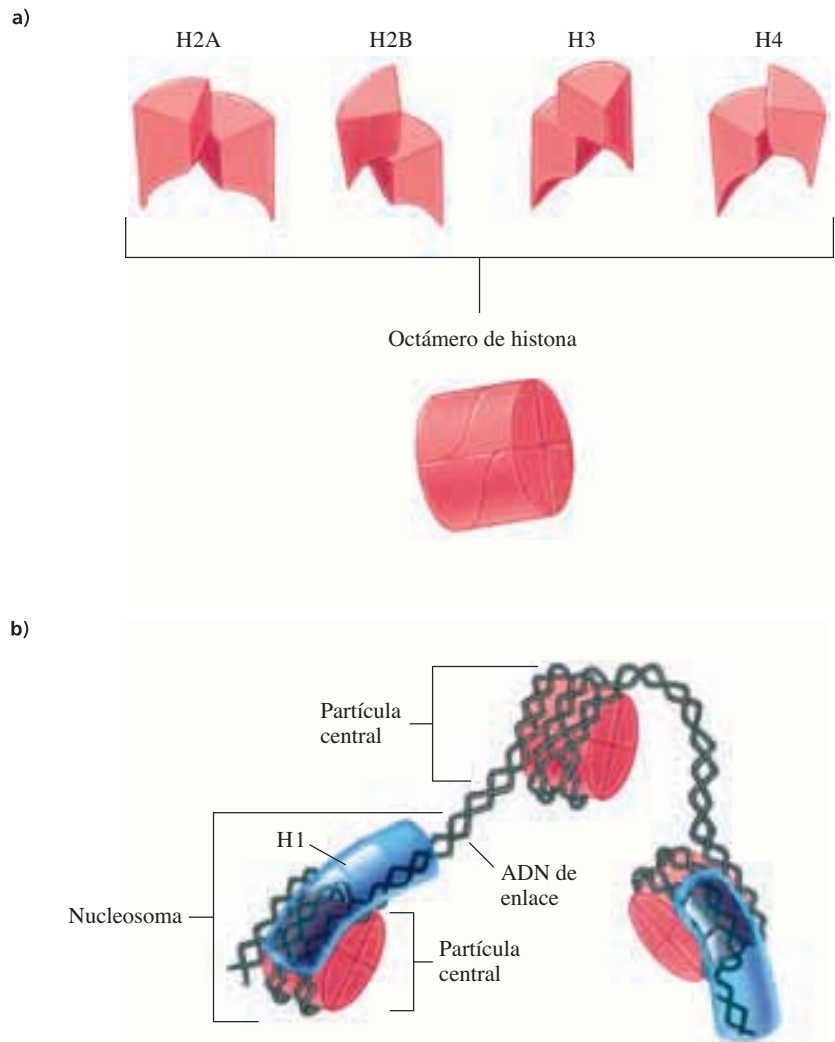 a)
H2A H2B H3 H4
Octámero de histona
b)
Partícula
central
H1
ADN de
enlace
Nucleosoma
Partícula
central